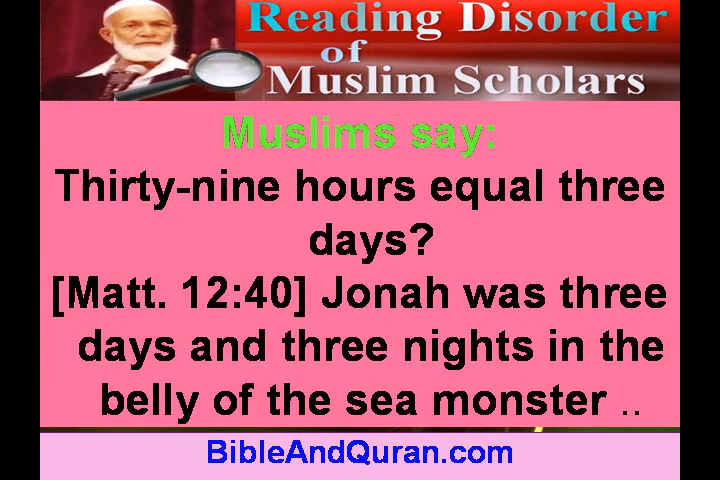 Reading Disorder
of
Muslim Scholars
Muslims say:
Thirty-nine hours equal three
days?
[Matt. 12:40] Jonah was three
days and three nights in the
belly of the sea monster ..
BibleAndQuran.com